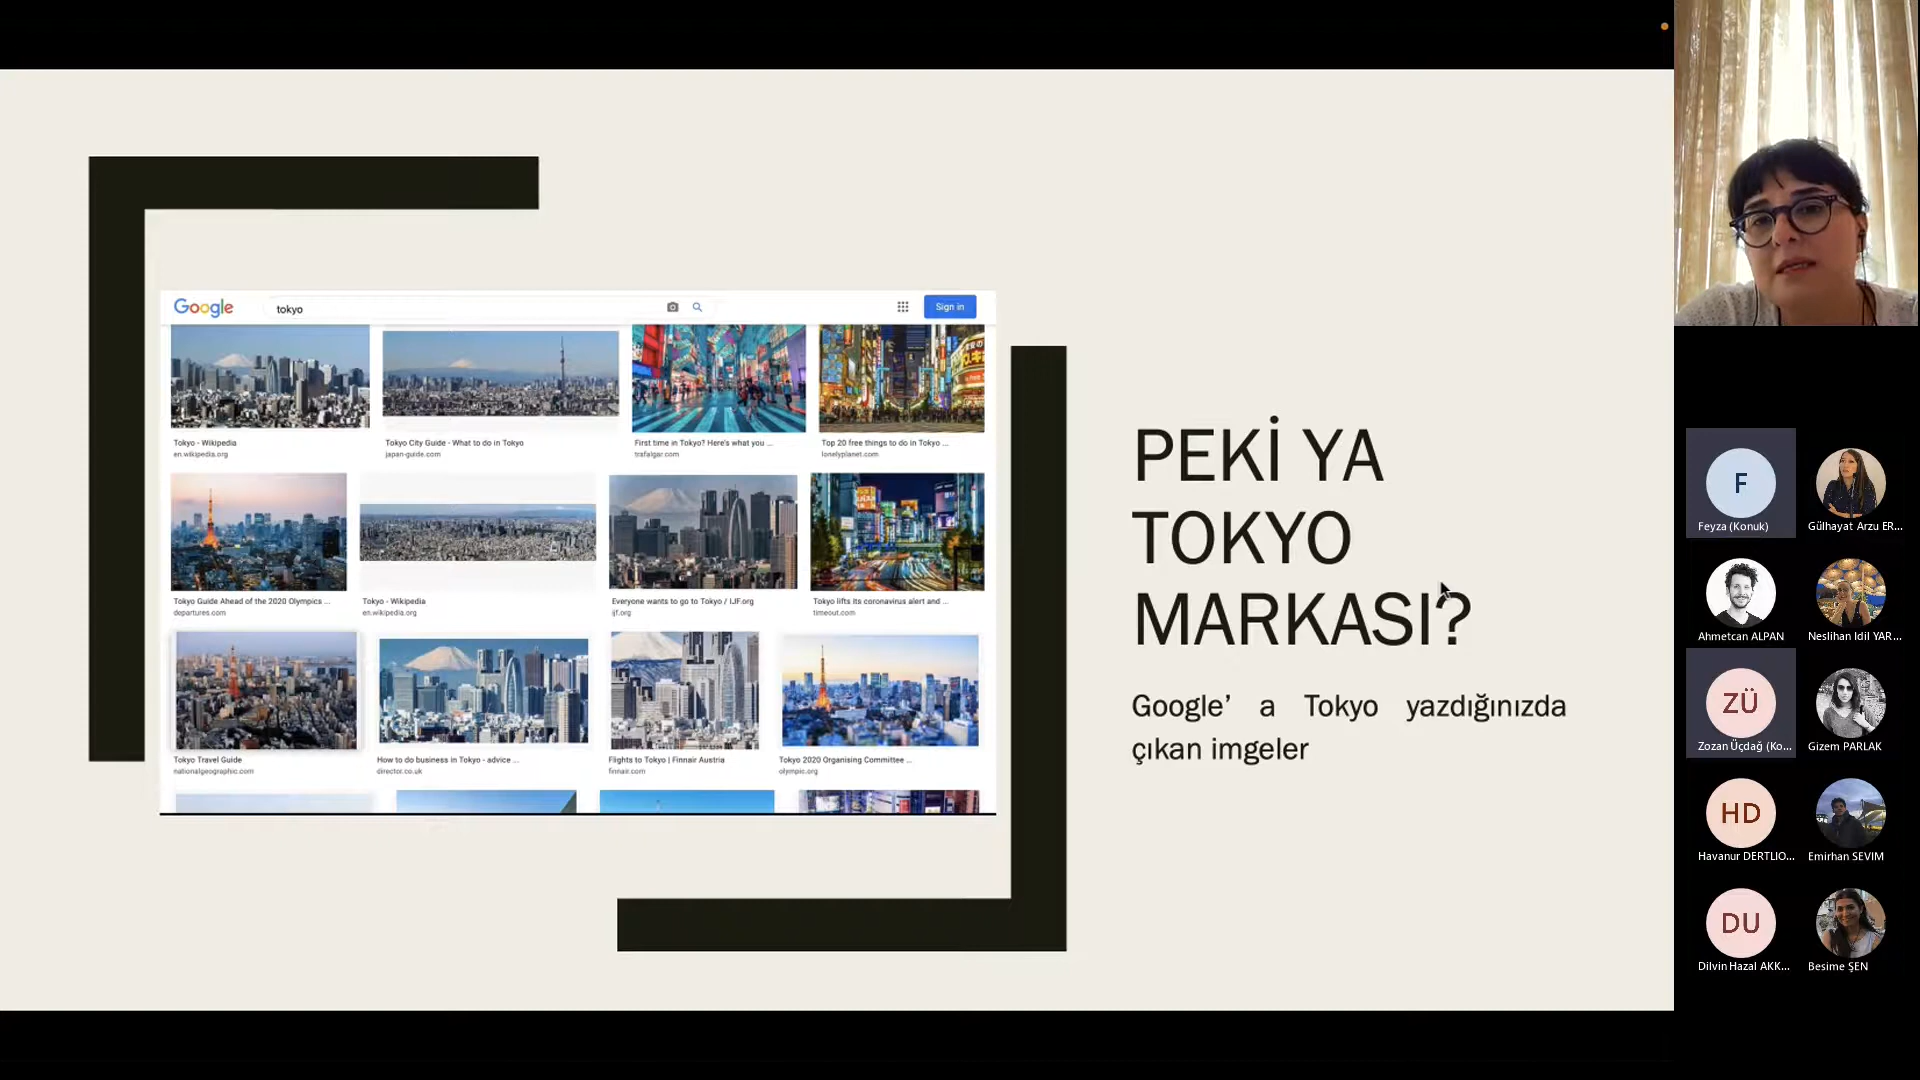 Google
tokyo
Sign in
Tokyo - Wikipedia
en.wikipedia.org
Tokyo City Guide - What to do in Tokyo
japan-guide.com
First time in Tokyo? Here's what you ...
trafalgar.com
Top 20 free things to do in Tokyo ...
lonelyplanet.com
Tokyo Guide Ahead of the 2020 Olympics ...
departures.com
Tokyo - Wikipedia
en.wikipedia.org
Everyone wants to go to Tokyo / IJF.org
ijf.org
Tokyo lifts its coronavirus alert and ...
timeout.com
Tokyo Travel Guide
nationalgeographic.com
How to do business in Tokyo - advice ...
director.co.uk
Flights to Tokyo | Finnair Austria
finnair.com
Tokyo 2020 Organising Committee ...
olympic.org
PEKİ YA
TOKYO
MARKASI?
Google' a Tokyo yazdığınızda
çıkan imgeler
F
Feyza (Konuk)
Gülhayat Arzu ER...
Ahmetcan ALPAN
Neslihan Idil YAR...
ZÜ
Zozan Üçdağ (Ko...
Gizem PARLAK
HD
Havanur DERTLIO...
Emirhan SEVIM
DU
Dilvin Hazal AKK...
Besime ŞEN